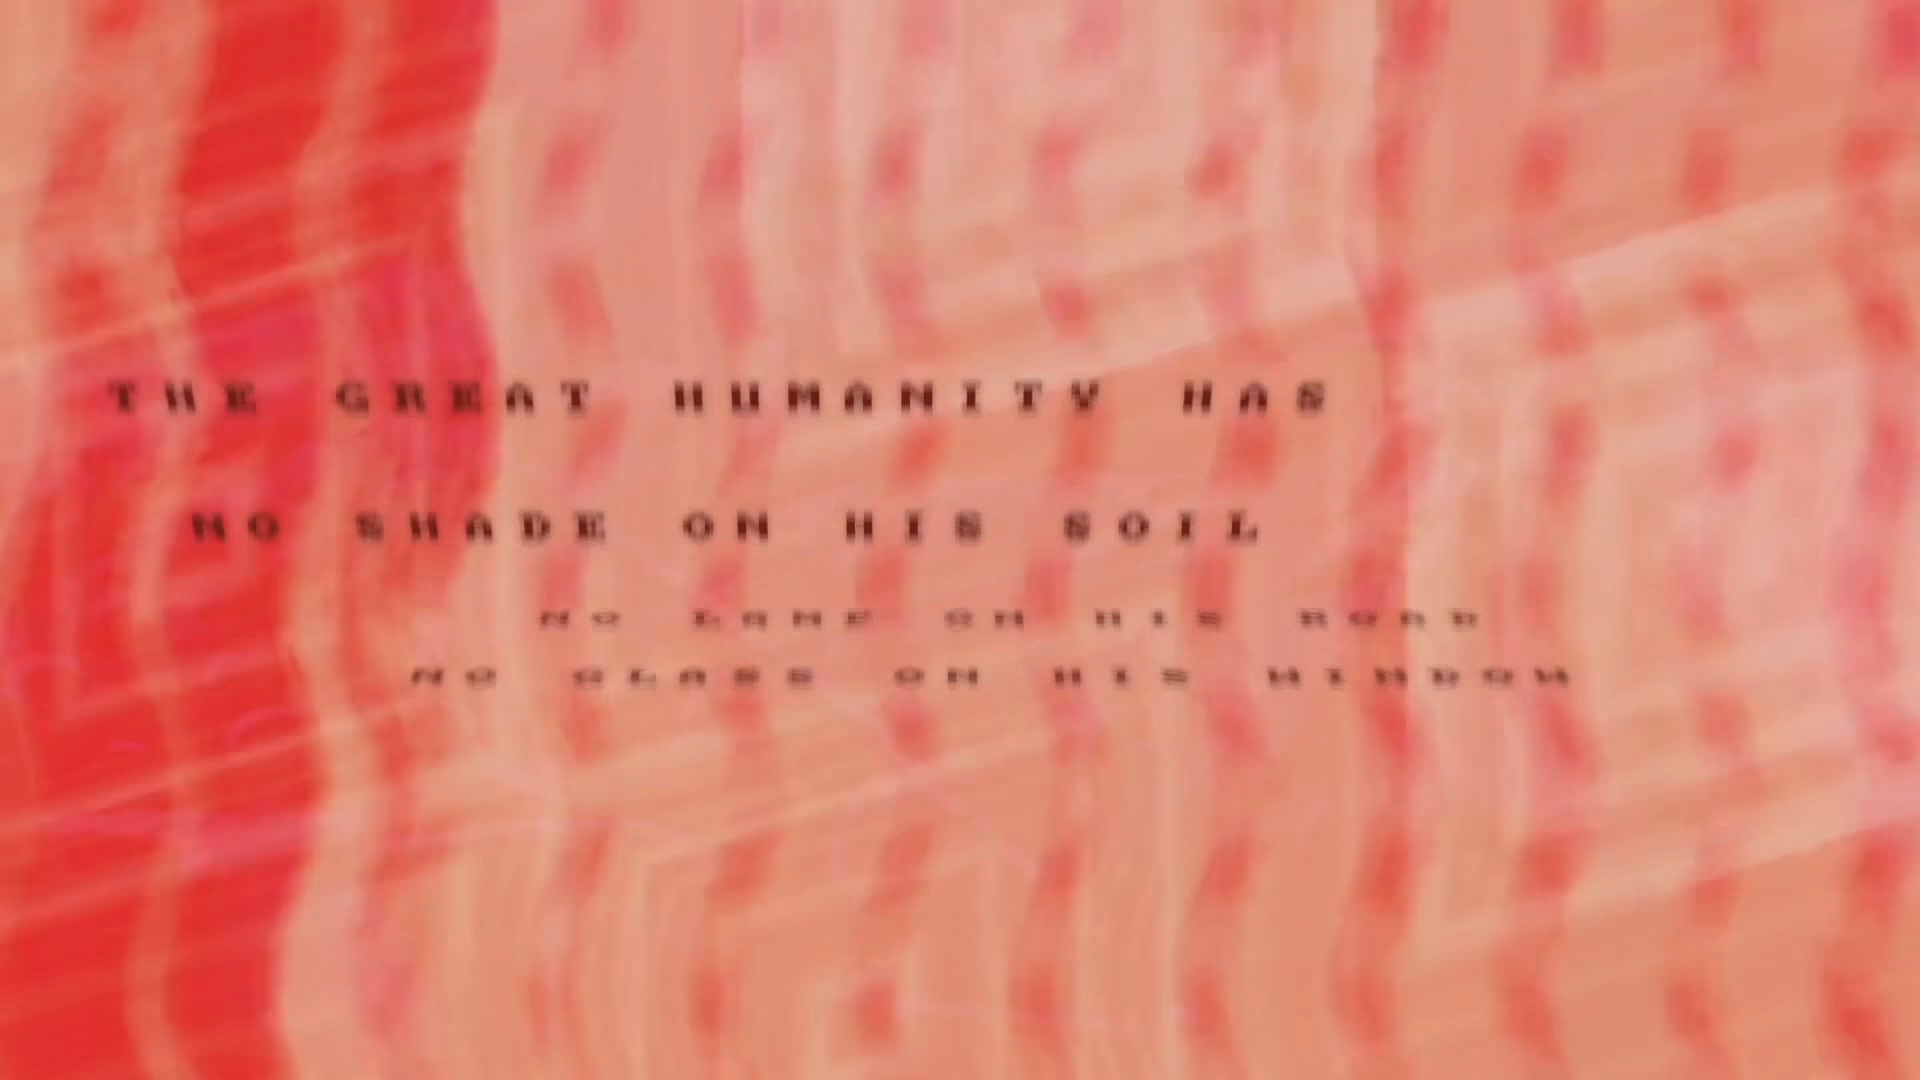 THE GREAT HUMANITY HAS
NO SHADE ON HIS SOIL
NO LAMP ON HIS ROAD
NO GLASS ON HIS WINDOW